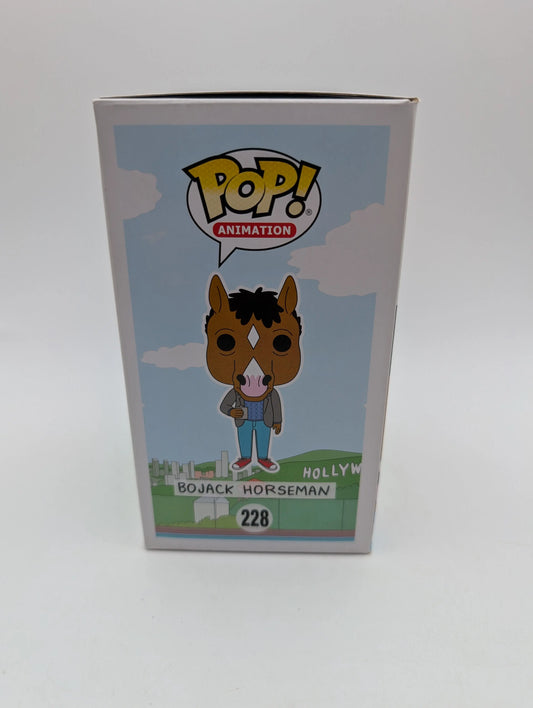 POP!®
ANIMATION
HOLLYW
BOJACK HORSEMAN
228